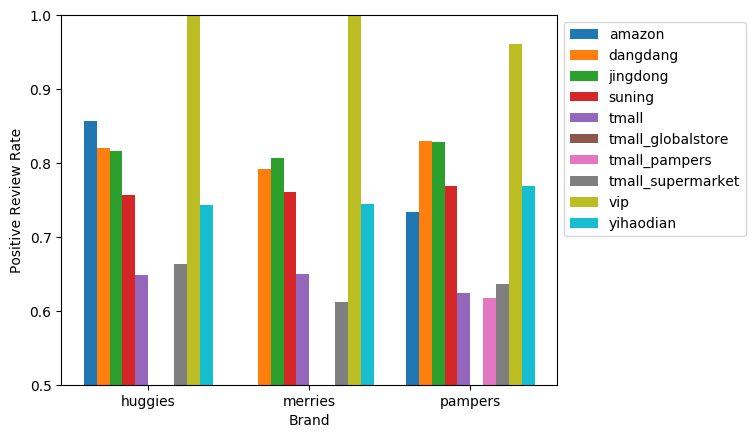 1.0
0.9
0.8
0.7
0.6
0.5
Positive Review Rate
huggies
merries
pampers
Brand
amazon
dangdang
jingdong
suning
tmall
tmall_globalstore
tmall_pampers
tmall_supermarket
vip
yihaodian